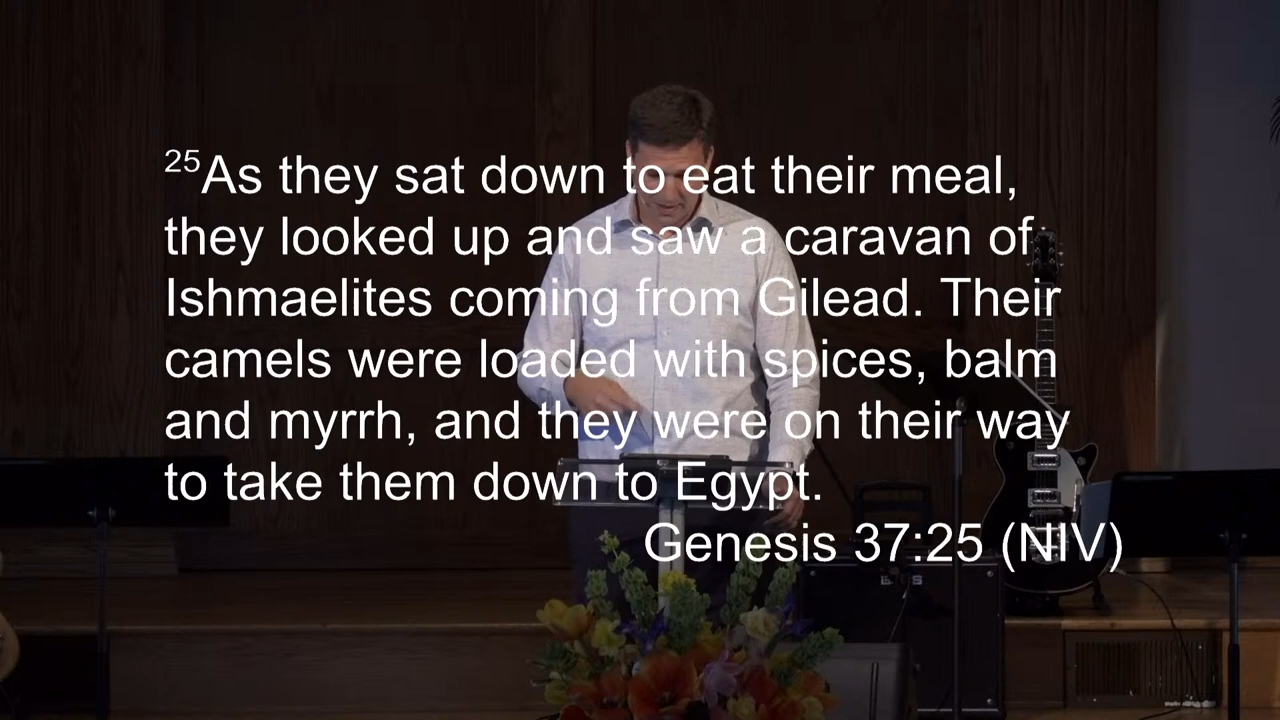 25As they sat down to eat their meal,
they looked up and saw a caravan of
Ishmaelites coming from Gilead. Their
camels were loaded with spices, balm
and myrrh, and they were on their way
to take them down to Egypt.
Genesis 37:25 (NIV)